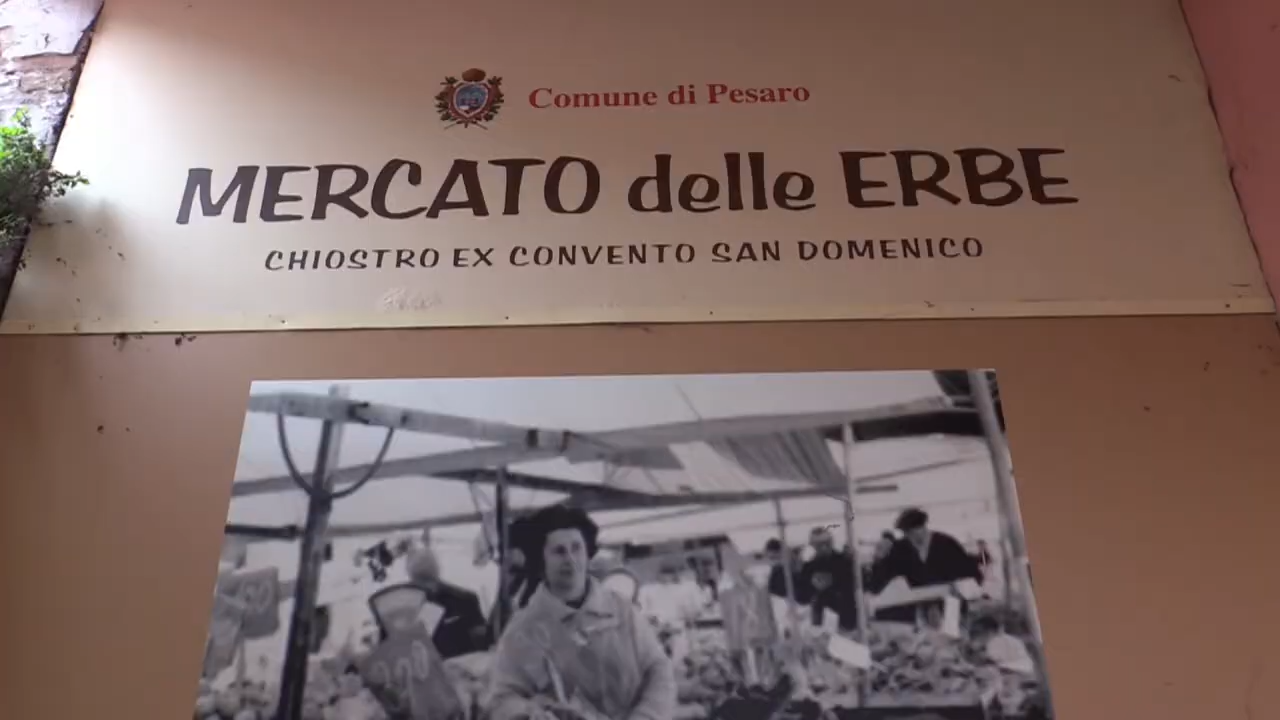 Comune di Pesaro
MERCATO delle ERBE
CHIOSTRO EX CONVENTO SAN DOMENICO